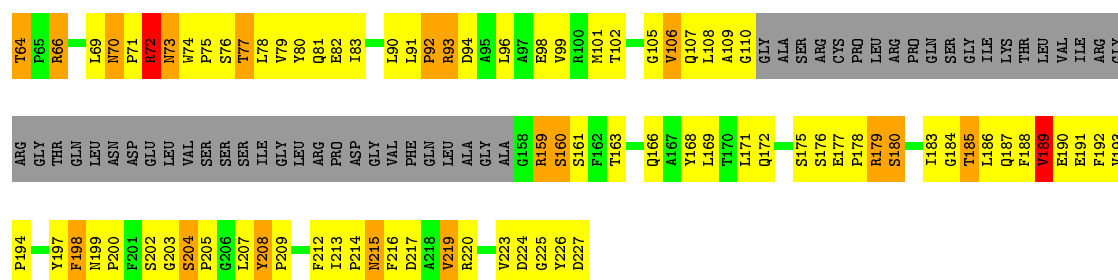 T64 P65 R66 L69 N70 P71 R72 N73 W74 P75 S76 T77 L78 V79 Y80 Q81 E82 I83 L90 L91 P92 R93 D94 A95 L96 A97 E98 V99 R100 M101 T102 G105 V106 Q107 L108 A109 G110 GLY ALA SER ARG CYS PRO LEU ARG PRO GLN SER GLY ILE LYS THR LEU VAL ILE ARG GLY
ARG GLY THR GLN LEU ASN ASP GLU LEU VAL SER SER SER ILE GLY LEU ARG PRO ASP GLY VAL PHE GLN LEU ALA GLY ALA G158 R159 S160 S161 F162 T163 Q166 A167 Y168 L169 T170 L171 Q172 S175 S176 E177 P178 R179 S180 I183 G184 T185 L186 Q187 F188 V189 E190 E191 F192 V193
P194 Y197 F198 N199 P200 F201 S202 G203 S204 P205 G206 L207 Y208 P209 F212 I213 P214 N215 F216 D217 A218 V219 R220 V223 D224 G225 Y226 D227